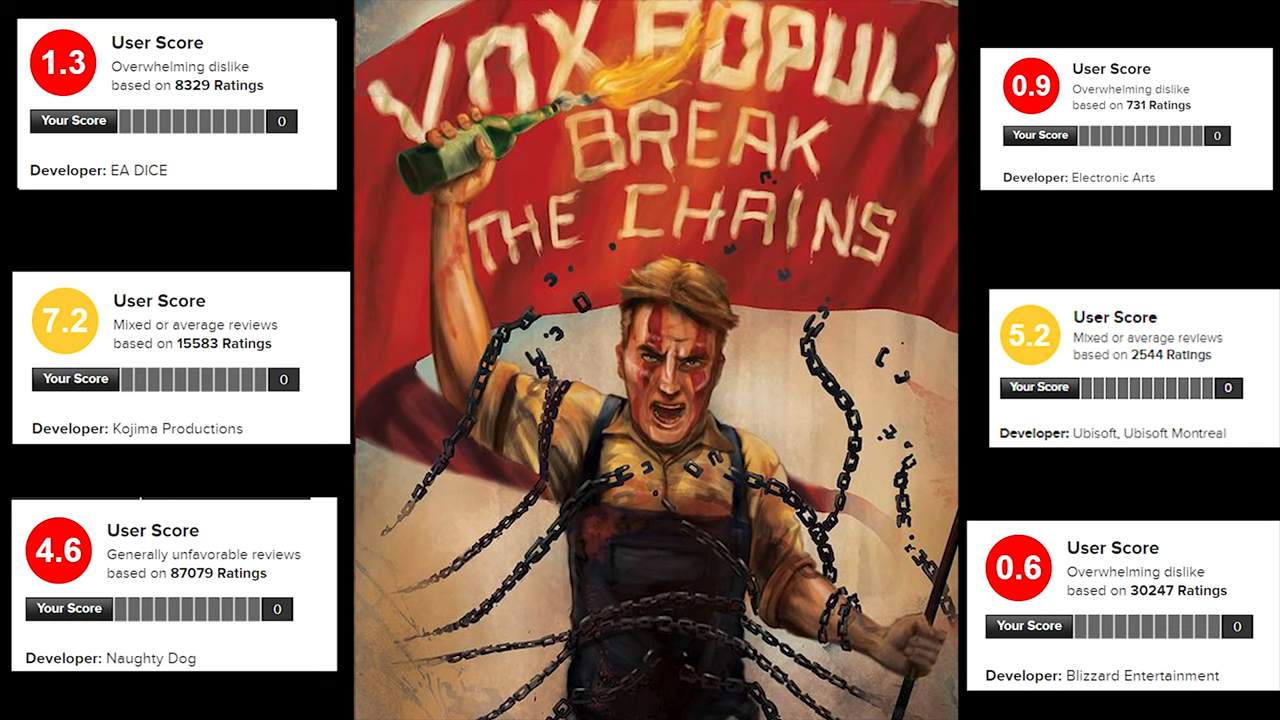 1.3
User Score
Overwhelming dislike
based on 8329 Ratings
Your Score
0
Developer: EA DICE
7.2
User Score
Mixed or average reviews
based on 15583 Ratings
Your Score
0
Developer: Kojima Productions
4.6
User Score
Generally unfavorable reviews
based on 87079 Ratings
Your Score
0
Developer: Naughty Dog
VOX POPULI
BREAK
THE CHAINS
0.9
User Score
Overwhelming dislike
based on 731 Ratings
Your Score
0
Developer: Electronic Arts
5.2
User Score
Mixed or average reviews
based on 2544 Ratings
Your Score
0
Developer: Ubisoft, Ubisoft Montreal
0.6
User Score
Overwhelming dislike
based on 30247 Ratings
Your Score
0
Developer: Blizzard Entertainment